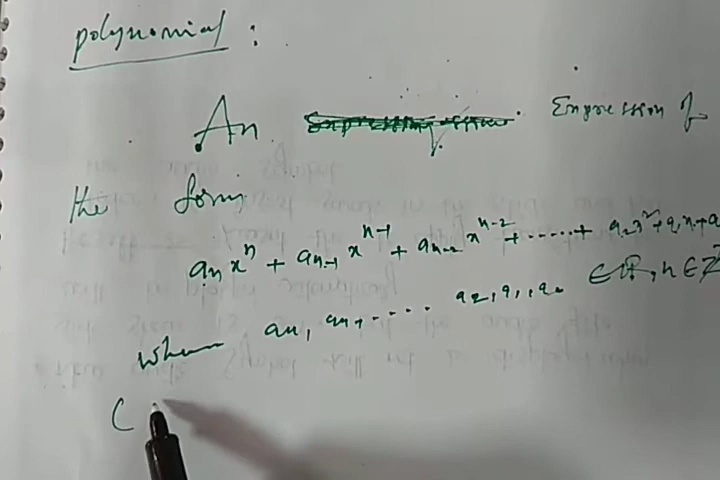 polynomial :
An Expression of
the form
aₙxⁿ + aₙ₋₁xⁿ⁻¹ + aₙ₋₂xⁿ⁻² + ..... + a₂x² + a₁x + a
where aₙ, aₙ₋₁, .... a₂, a₁, a₀ ∈ R, n ∈ Z
(